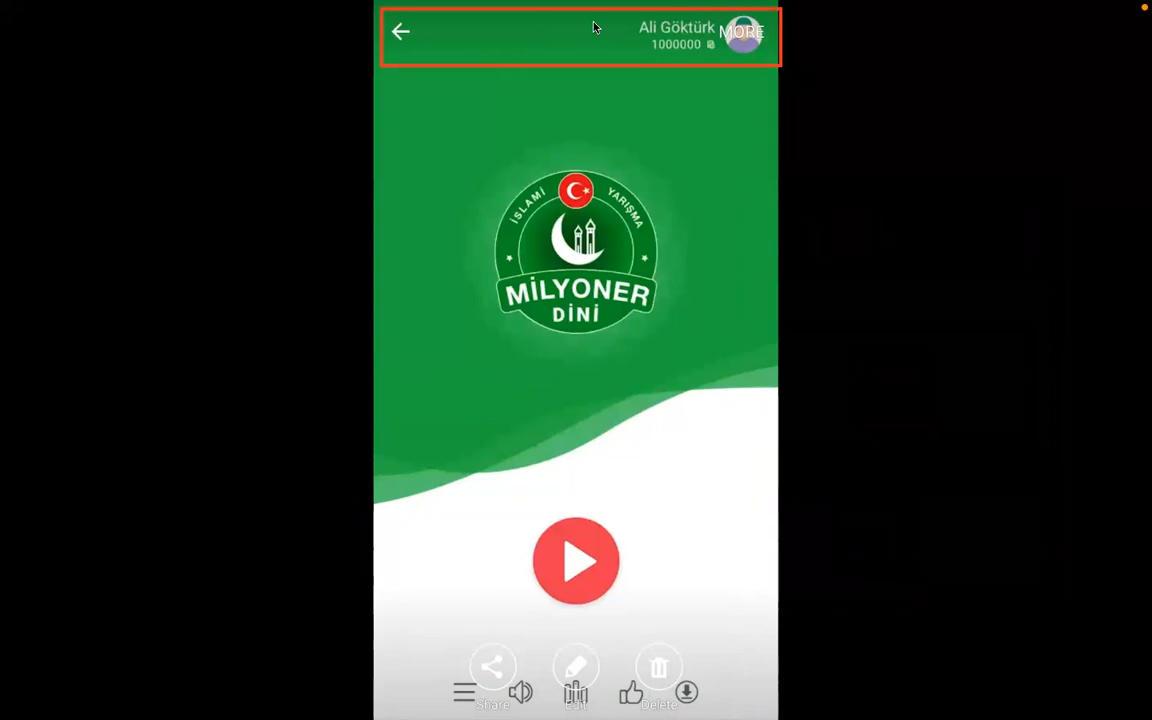 Ali Göktürk
1000000
MORE
İSLAMİ YARIŞMA
MİLYONER
DİNİ
Share Edit Delete